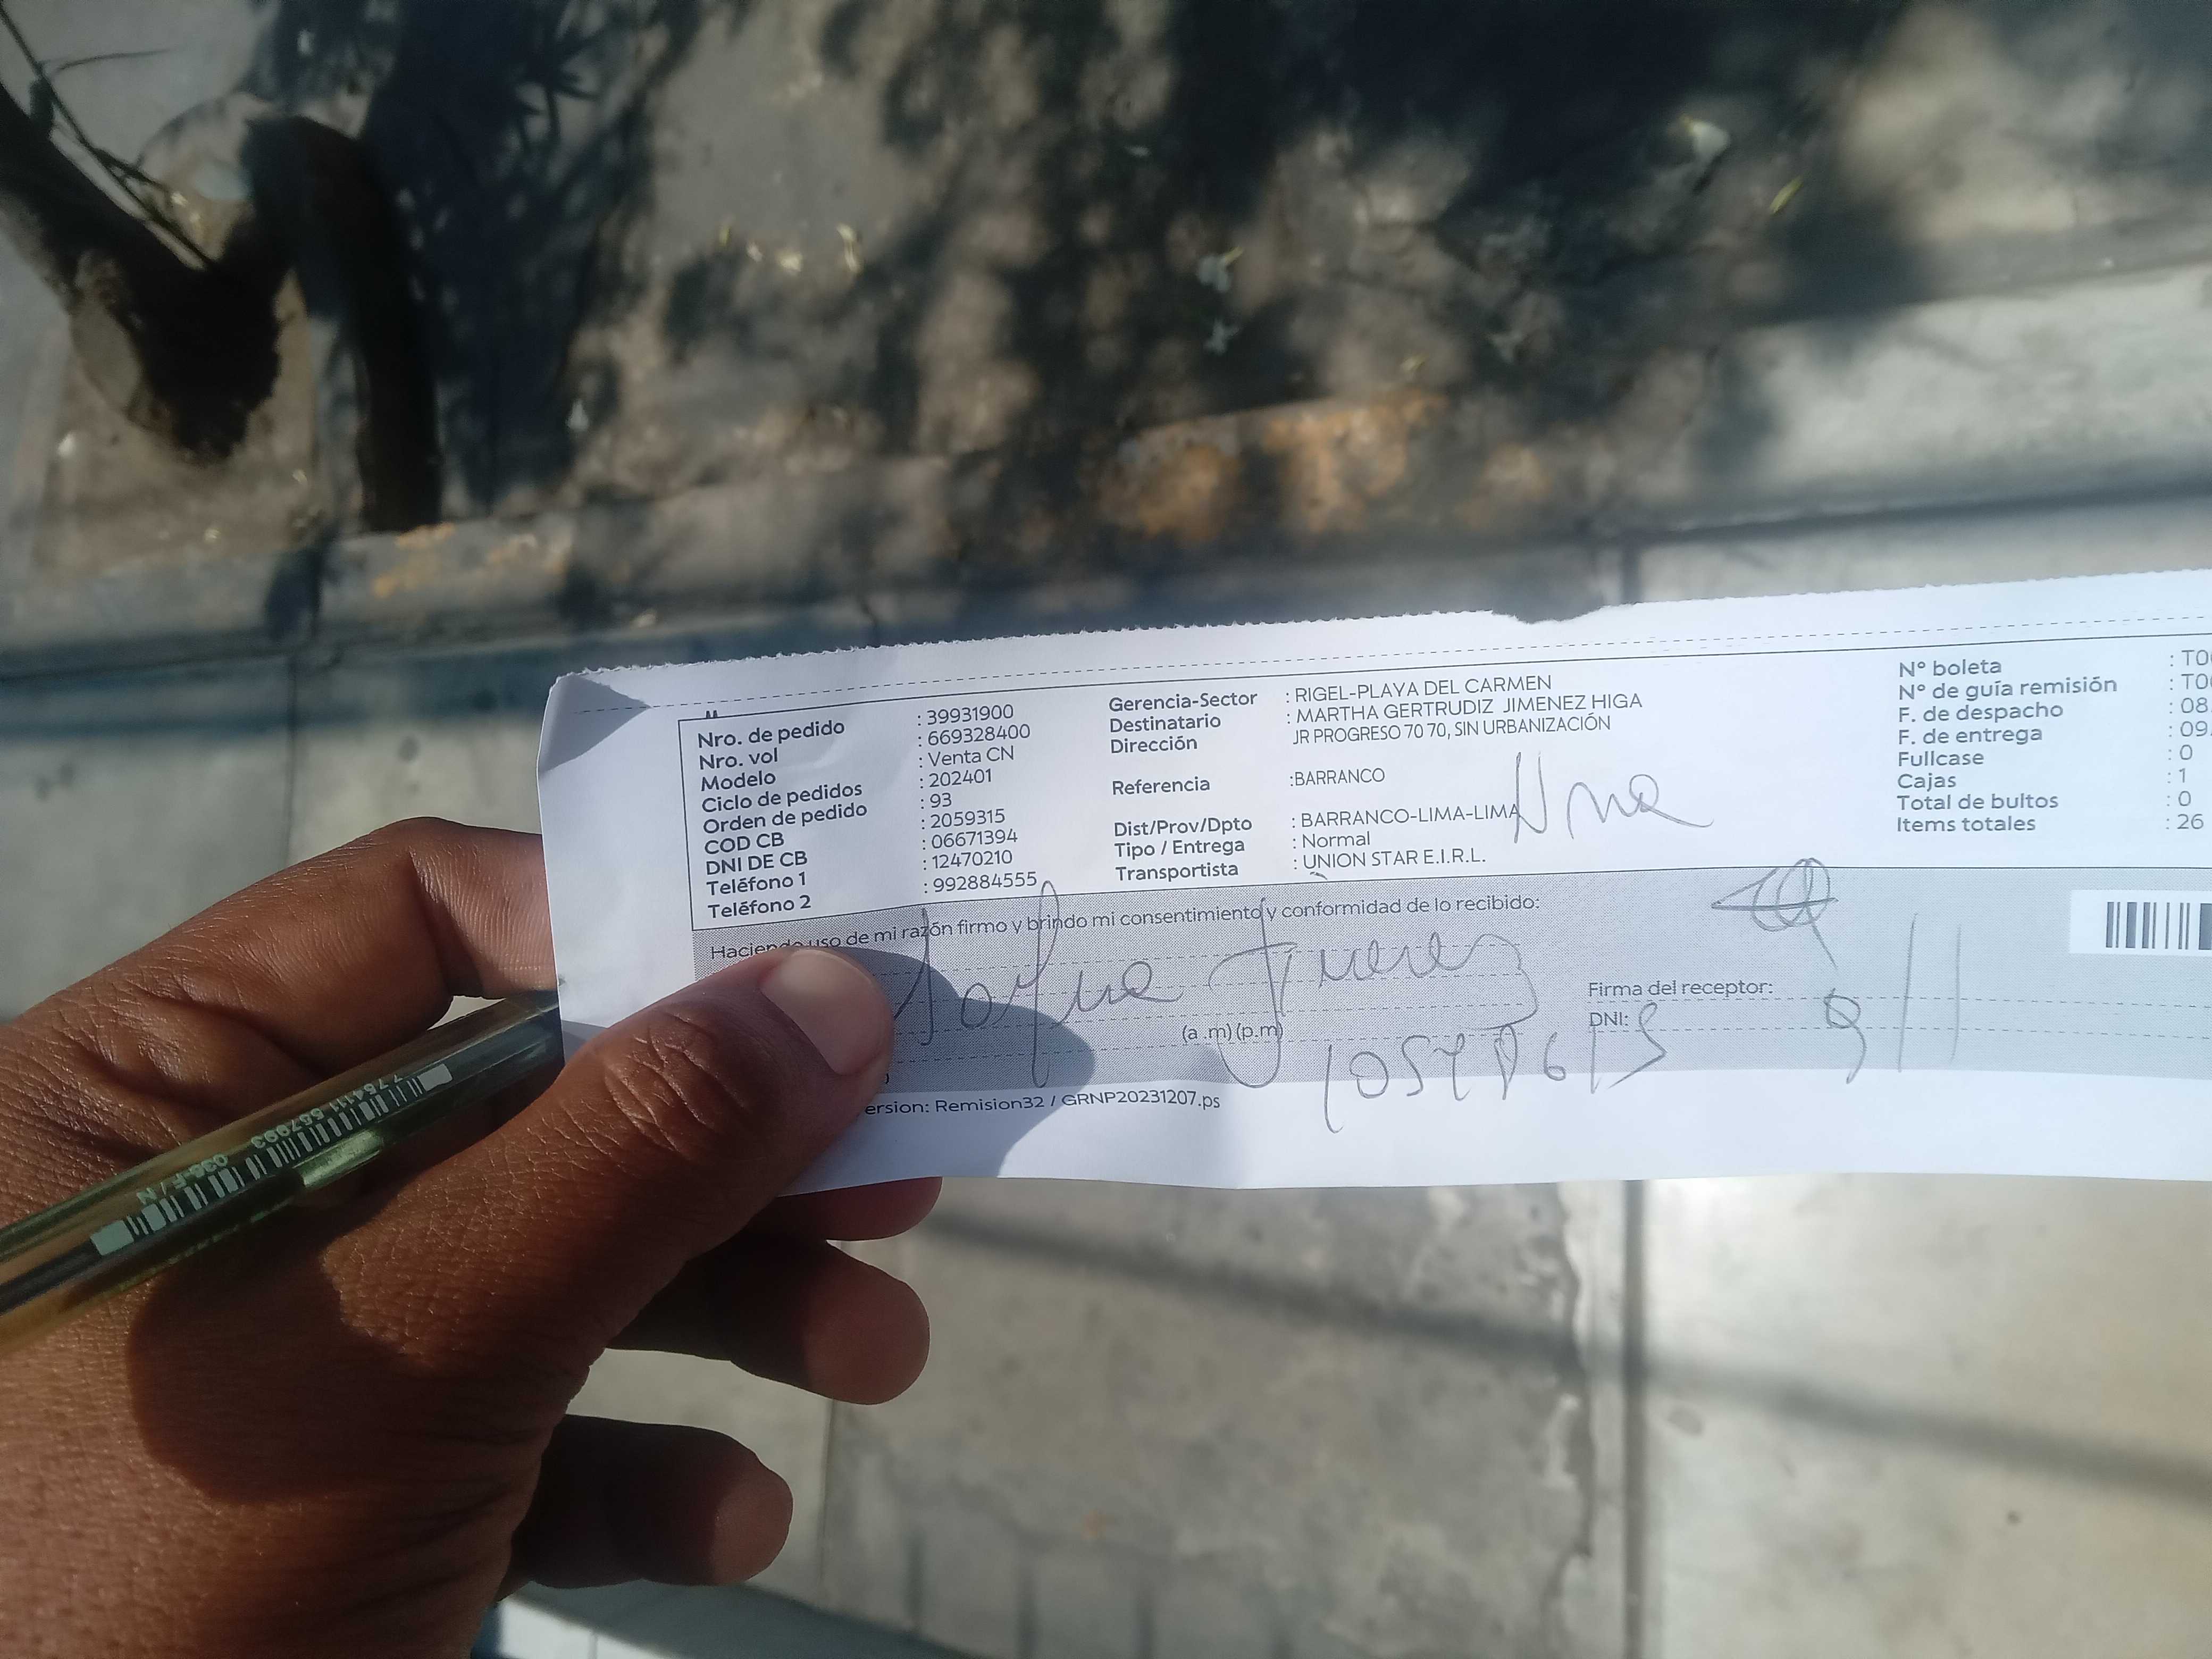 Nro. de pedido : 39931900
Nro. vol : 669328400
Modelo : Venta CN
Ciclo de pedidos : 202401
Orden de pedido : 93
COD CB : 2059315
DNI DE CB : 06671394
Teléfono 1 : 12470210
Teléfono 2 : 992884555
Gerencia-Sector : RIGEL-PLAYA DEL CARMEN
Destinatario : MARTHA GERTRUDIZ JIMENEZ HIGA
Dirección JR PROGRESO 70 70, SIN URBANIZACIÓN
Referencia :BARRANCO
Dist/Prov/Dpto : BARRANCO-LIMA-LIMA
Tipo / Entrega : Normal
Transportista : UNION STAR E.I.R.L.
N° boleta : T0
N° de guía remisión : T0
F. de despacho : 08
F. de entrega : 09
Fullcase : 0
Cajas : 1
Total de bultos : 0
Items totales : 26
Haciendo uso de mi razón firmo y brindo mi consentimiento y conformidad de lo recibido:
Firma del receptor:
DNI:
(a .m) (p.m)
ersion: Remision32 / GRNP20231207.ps